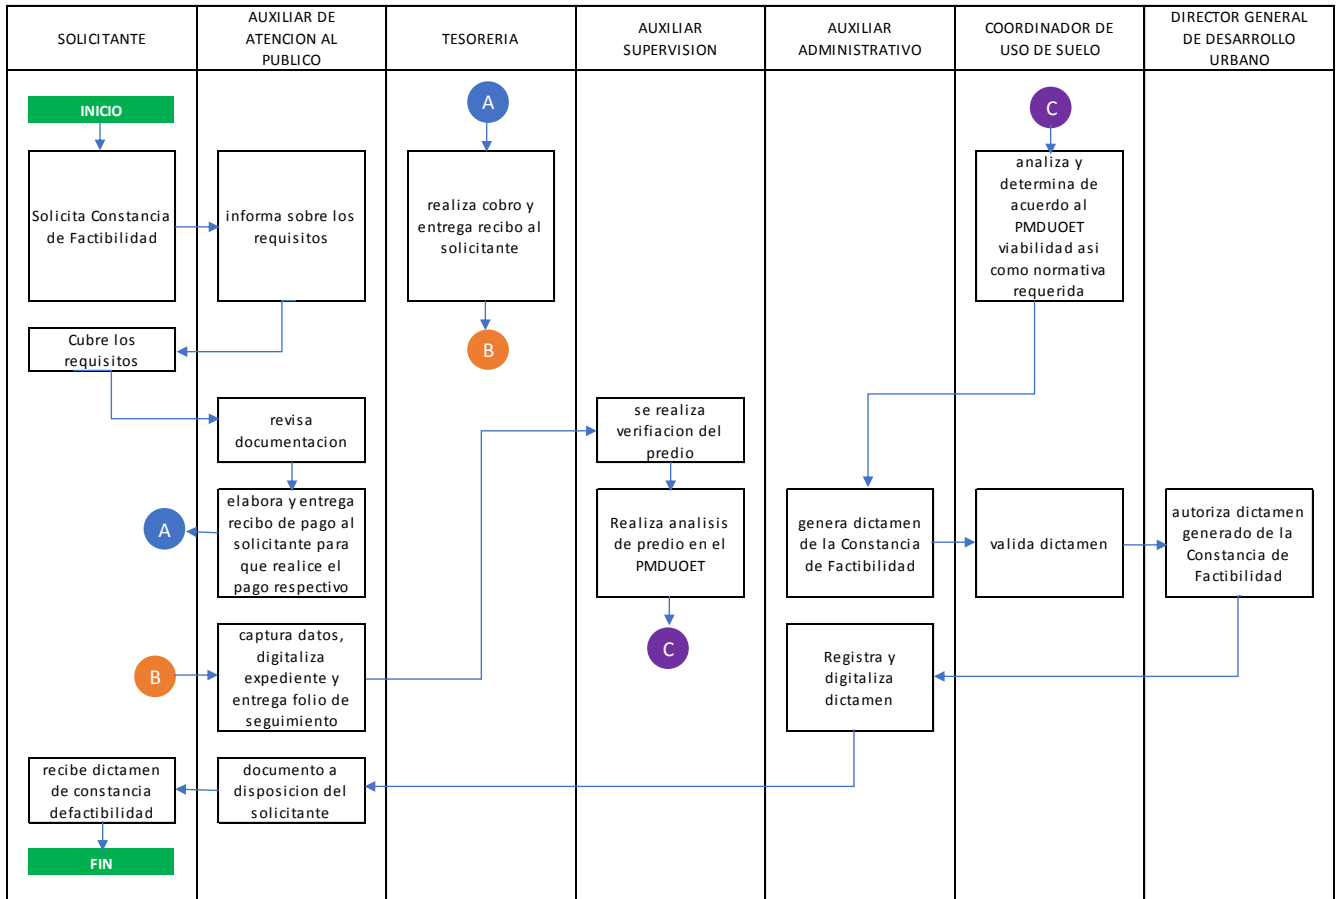 SOLICITANTE
AUXILIAR DE
ATENCION AL
PUBLICO
TESORERIA
AUXILIAR
SUPERVISION
AUXILIAR
ADMINISTRATIVO
COORDINADOR DE
USO DE SUELO
DIRECTOR GENERAL
DE DESARROLLO
URBANO
INICIO
A
C
Solicita Constancia
de Factibilidad
informa sobre los
requisitos
realiza cobro y
entrega recibo al
solicitante
analiza y
determina de
acuerdo al
PMDUOET
viabilidad asi
como normativa
requerida
Cubre los
requisitos
B
revisa
documentacion
se realiza
verifiacion del
predio
A
elabora y entrega
recibo de pago al
solicitante para
que realice el
pago respectivo
Realiza analisis
de predio en el
PMDUOET
genera dictamen
de la Constancia
de Factibilidad
valida dictamen
autoriza dictamen
generado de la
Constancia de
Factibilidad
B
captura datos,
digitaliza
expediente y
entrega folio de
seguimiento
C
Registra y
digitaliza
dictamen
recibe dictamen
de constancia
defactibilidad
documento a
disposicion del
solicitante
FIN